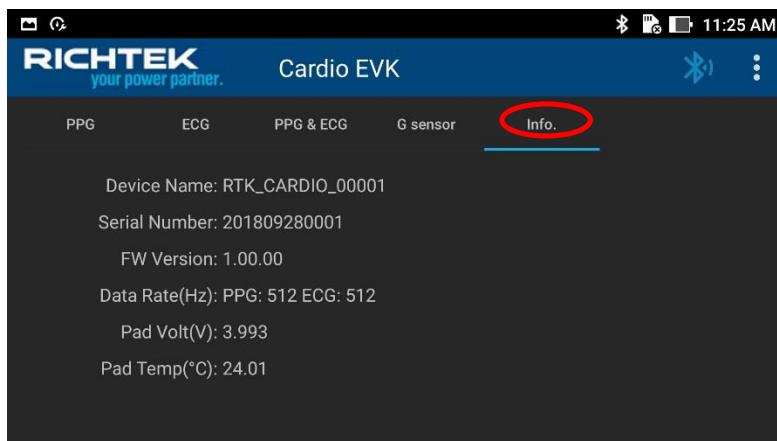 11:25 AM
RICHTEK
your power partner.
Cardio EVK
PPG ECG PPG & ECG G sensor Info.
Device Name: RTK_CARDIO_00001
Serial Number: 201809280001
FW Version: 1.00.00
Data Rate(Hz): PPG: 512 ECG: 512
Pad Volt(V): 3.993
Pad Temp(°C): 24.01